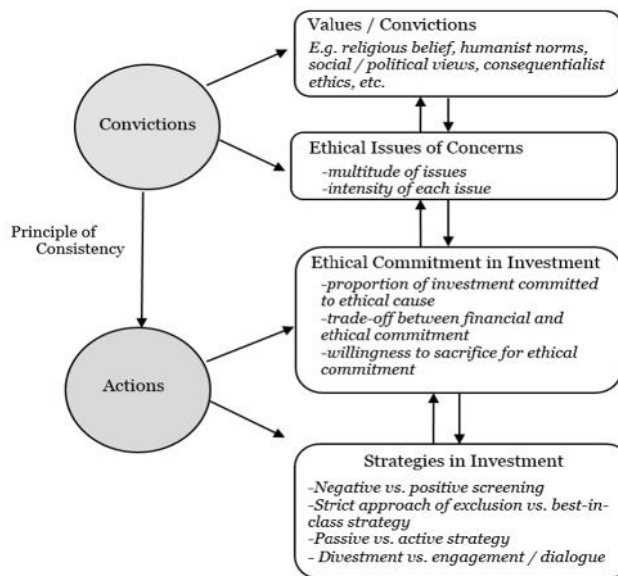 Values / Convictions
E.g. religious belief, humanist norms,
social / political views, consequentialist
ethics, etc.
Convictions
Ethical Issues of Concerns
-multitude of issues
-intensity of each issue
Principle of
Consistency
Ethical Commitment in Investment
-proportion of investment committed
to ethical cause
-trade-off between financial and
ethical commitment
-willingness to sacrifice for ethical
commitment
Actions
Strategies in Investment
-Negative vs. positive screening
-Strict approach of exclusion vs. best-in-
class strategy
-Passive vs. active strategy
- Divestment vs. engagement / dialogue